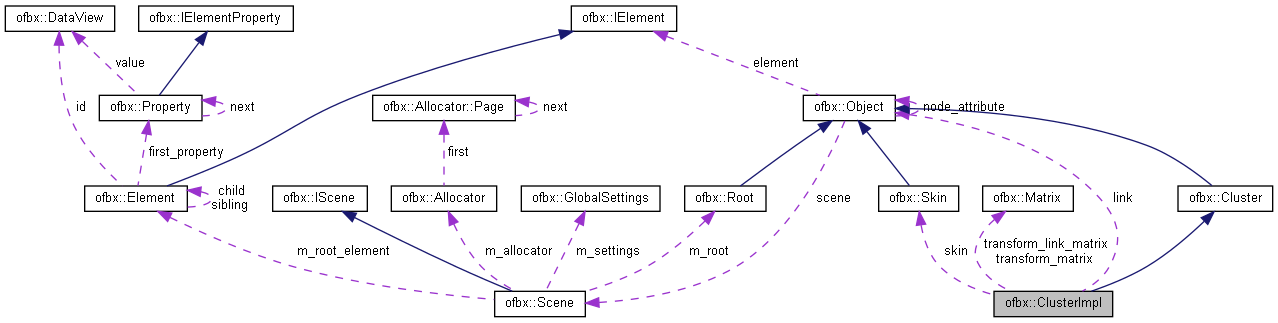 ofbx::DataView
ofbx::IElementProperty
ofbx::IElement
value
element
id
ofbx::Property
next
ofbx::Allocator::Page
next
ofbx::Object
node_attribute
first_property
first
ofbx::Element
child
sibling
ofbx::IScene
ofbx::Allocator
ofbx::GlobalSettings
ofbx::Root
scene
ofbx::Skin
ofbx::Matrix
link
ofbx::Cluster
m_root_element
m_allocator
m_settings
m_root
skin
transform_link_matrix
transform_matrix
ofbx::Scene
ofbx::ClusterImpl